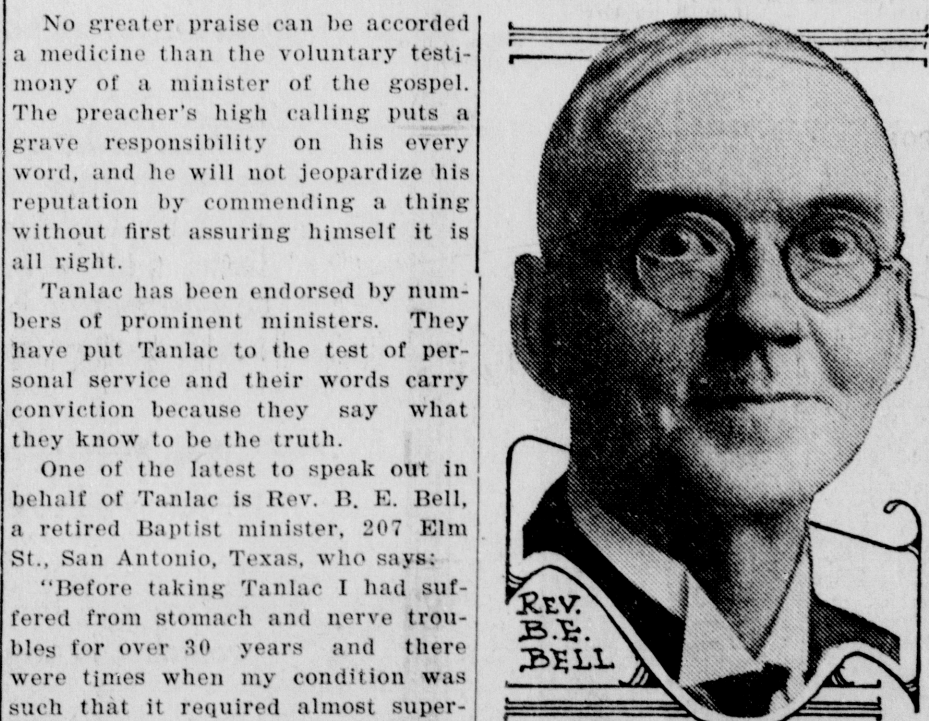 No greater praise can be accorded
a medicine than the voluntary testi-
mony of a minister of the gospel.
The preacher's high calling puts a
grave responsibility on his every
word, and he will not jeopardize his
reputation by commending a thing
without first assuring himself it is
all right.
Tanlac has been endorsed by num-
bers of prominent ministers. They
have put Tanlac to the test of per-
sonal service and their words carry
conviction because they say what
they know to be the truth.
One of the latest to speak out in
behalf of Tanlac is Rev. B. E. Bell,
a retired Baptist minister, 207 Elm
St., San Antonio, Texas, who says:
"Before taking Tanlac I had suf-
fered from stomach and nerve trou-
bles for over 30 years and there
were times when my condition was
such that it required almost super-
REV.
B.E.
BELL